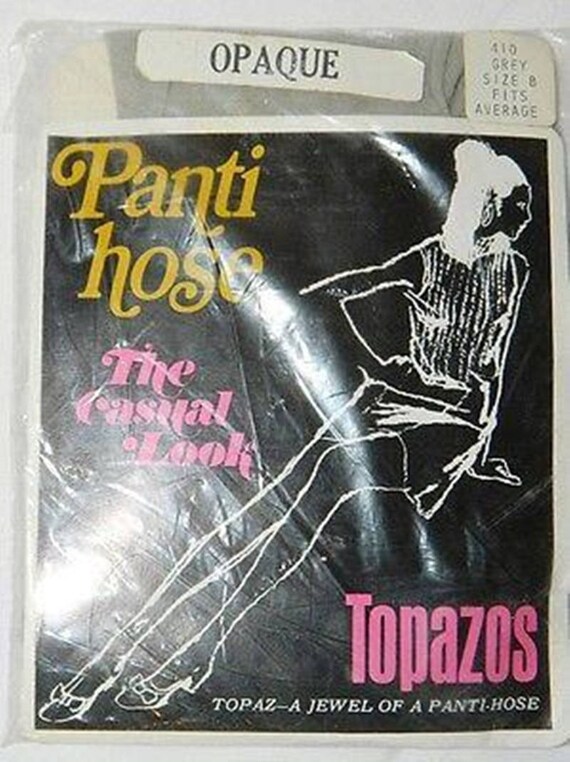 OPAQUE
410
GREY
SIZE B
FITS
AVERAGE
Panti
hose
The
Casual
Look
Topazos
TOPAZ—A JEWEL OF A PANTI-HOSE